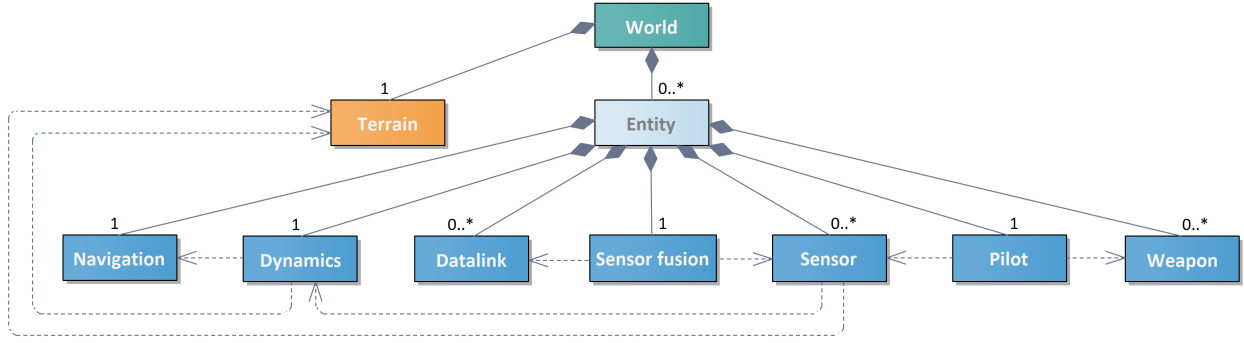 World
1
0..*
Terrain
Entity
1
1
0..*
1
0..*
1
0..*
Navigation
Dynamics
Datalink
Sensor fusion
Sensor
Pilot
Weapon